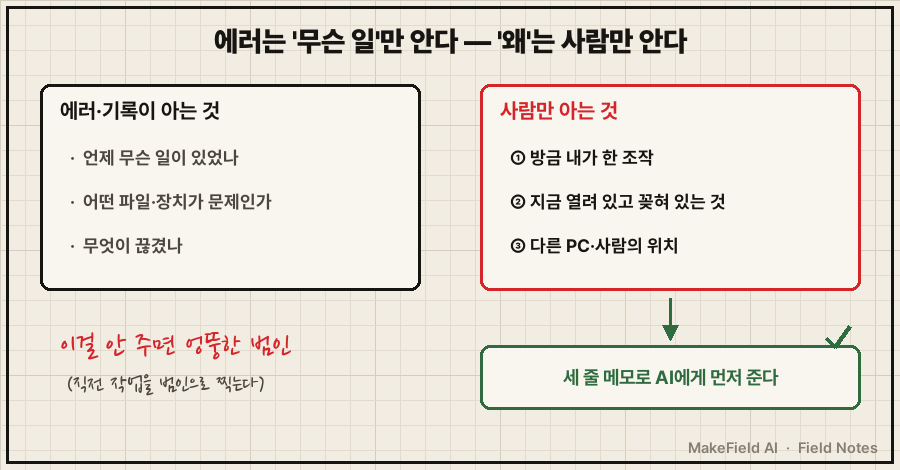 에러는 '무슨 일'만 안다 — '왜'는 사람만 안다
에러·기록이 아는 것
· 언제 무슨 일이 있었나
· 어떤 파일·장치가 문제인가
· 무엇이 끊겼나
이걸 안 주면 엉뚱한 범인
(직전 작업을 범인으로 찍는다)
사람만 아는 것
① 방금 내가 한 조작
② 지금 열려 있고 꽂혀 있는 것
③ 다른 PC·사람의 위치
세 줄 메모로 AI에게 먼저 준다
MakeField AI · Field Notes